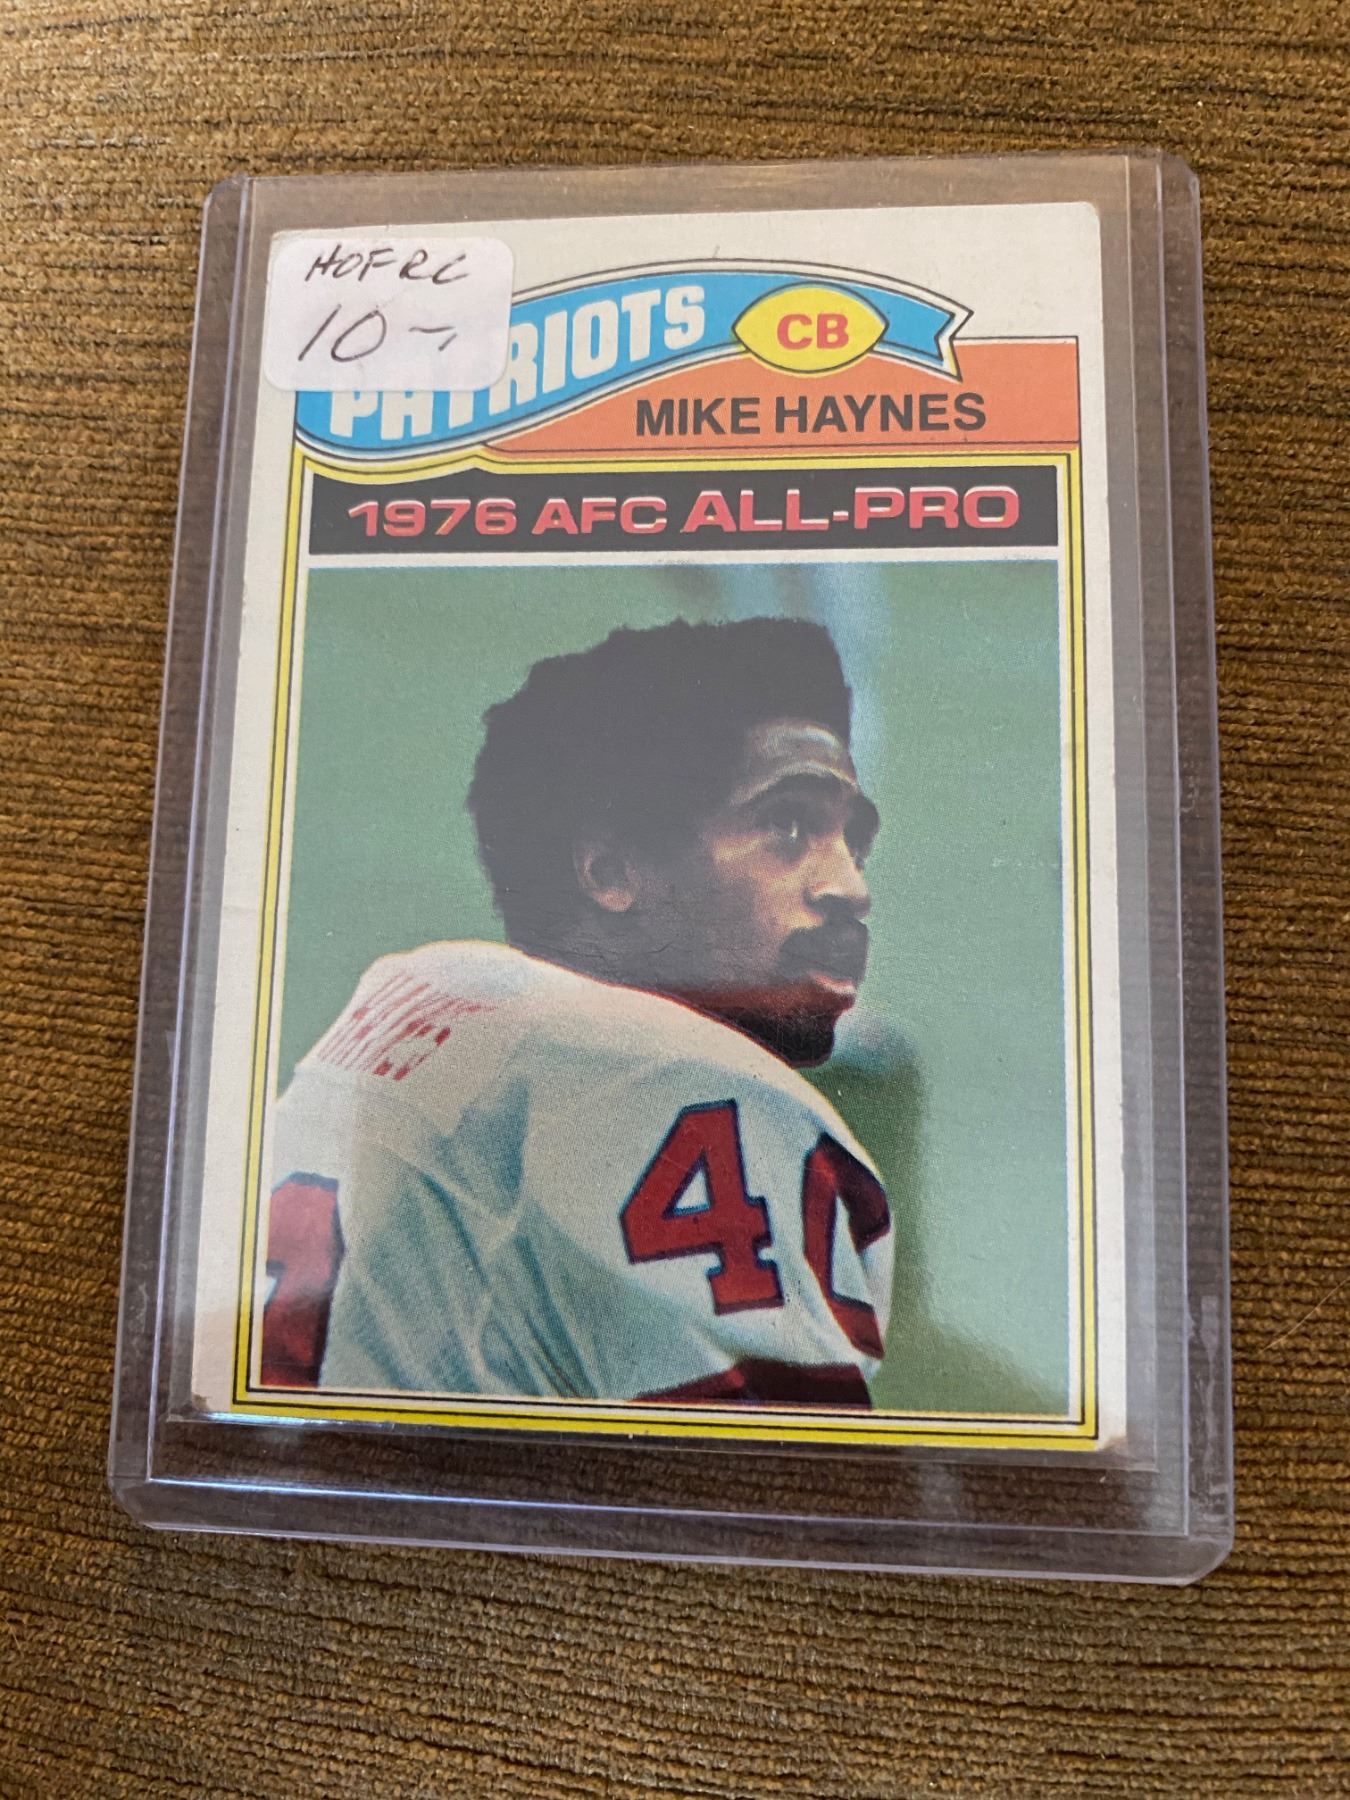 HOF RC
10-
PATRIOTS
CB
MIKE HAYNES
1976 AFC ALL-PRO
40